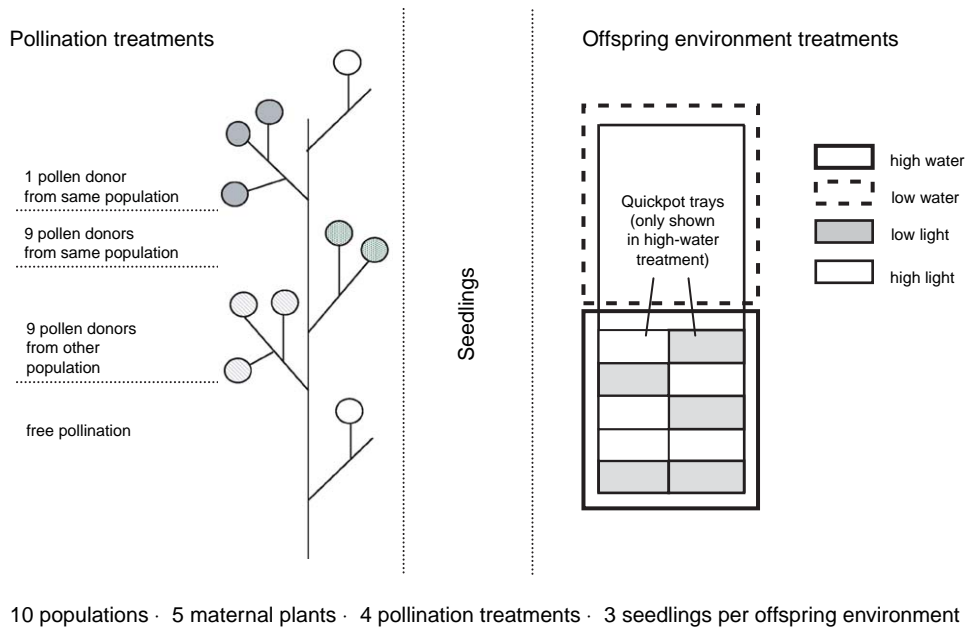 Pollination treatments
1 pollen donor
from same population
9 pollen donors
from same population
9 pollen donors
from other
population
free pollination
Seedlings
Offspring environment treatments
Quickpot trays
(only shown
in high-water
treatment)
high water
low water
low light
high light
10 populations · 5 maternal plants · 4 pollination treatments · 3 seedlings per offspring environment